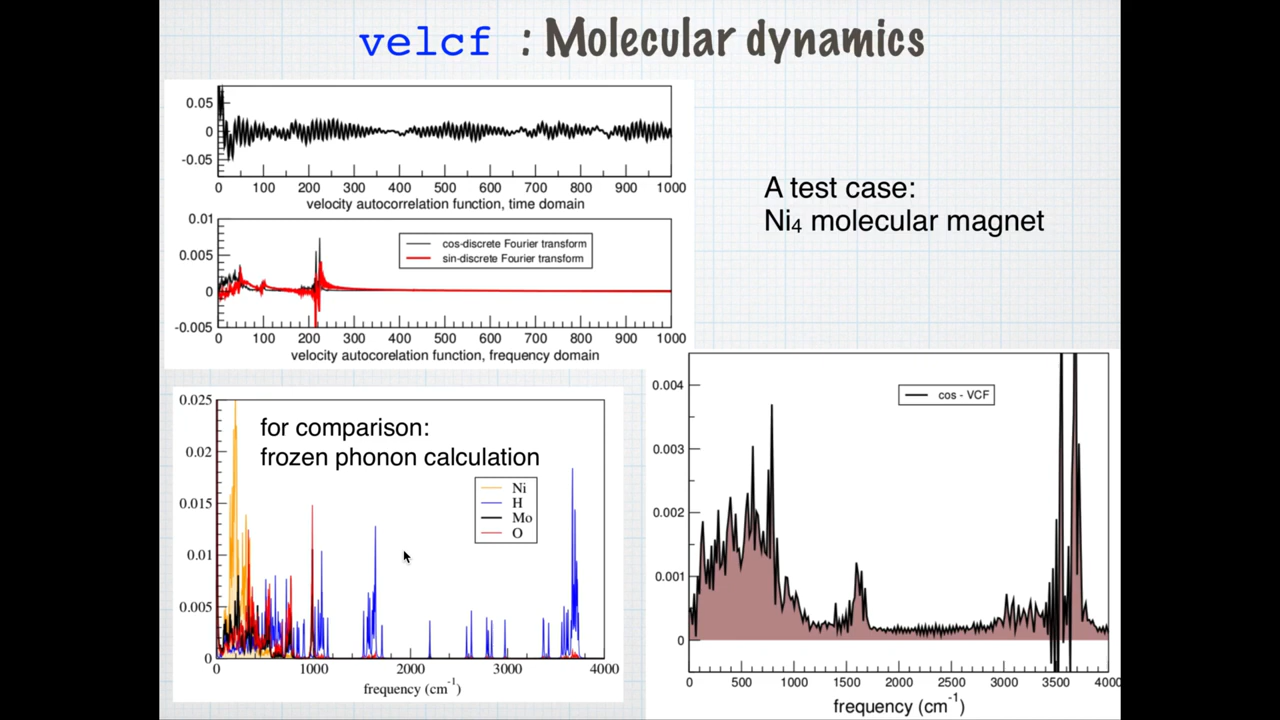 velcf : Molecular dynamics
0.05
0
-0.05
0 100 200 300 400 500 600 700 800 900 1000
velocity autocorrelation function, time domain
0.01
0.005
0
-0.005
cos-discrete Fourier transform
sin-discrete Fourier transform
0 100 200 300 400 500 600 700 800 900 1000
velocity autocorelation function, frequency domain
A test case:
Ni₄ molecular magnet
0.025
0.02
0.015
0.01
0.005
0
for comparison:
frozen phonon calculation
Ni
H
Mo
O
0 1000 2000 3000 4000
frequency (cm⁻¹)
0.004
0.003
0.002
0.001
0
cos - VCF
0 500 1000 1500 2000 2500 3000 3500 4000
frequency (cm⁻¹)